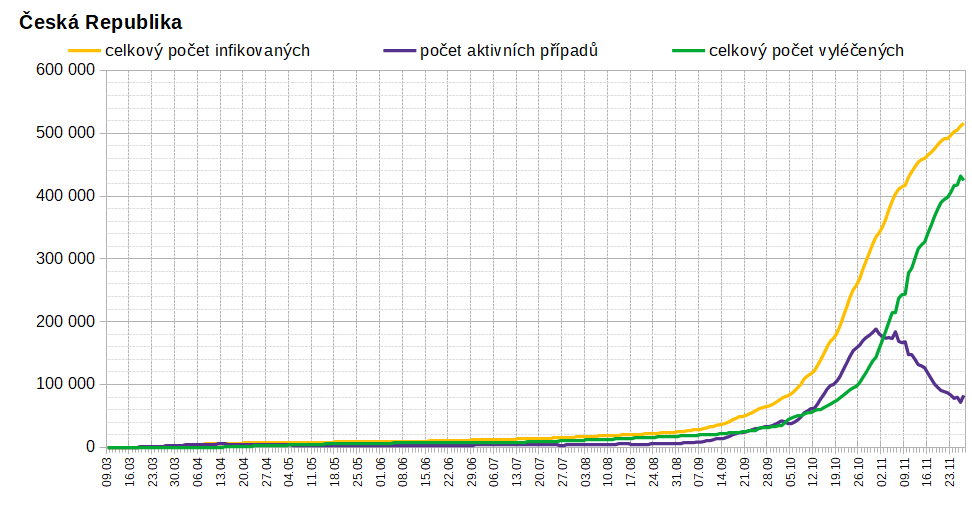 Česká Republika
celkový počet infikovaných počet aktivních případů celkový počet vyléčených
600 000
500 000
400 000
300 000
200 000
100 000
0
09.03 16.03 23.03 30.03 06.04 13.04 20.04 27.04 04.05 11.05 18.05 25.05 01.06 08.06 15.06 22.06 29.06 06.07 13.07 20.07 27.07 03.08 10.08 17.08 24.08 31.08 07.09 14.09 21.09 28.09 05.10 12.10 19.10 26.10 02.11 09.11 16.11 23.11